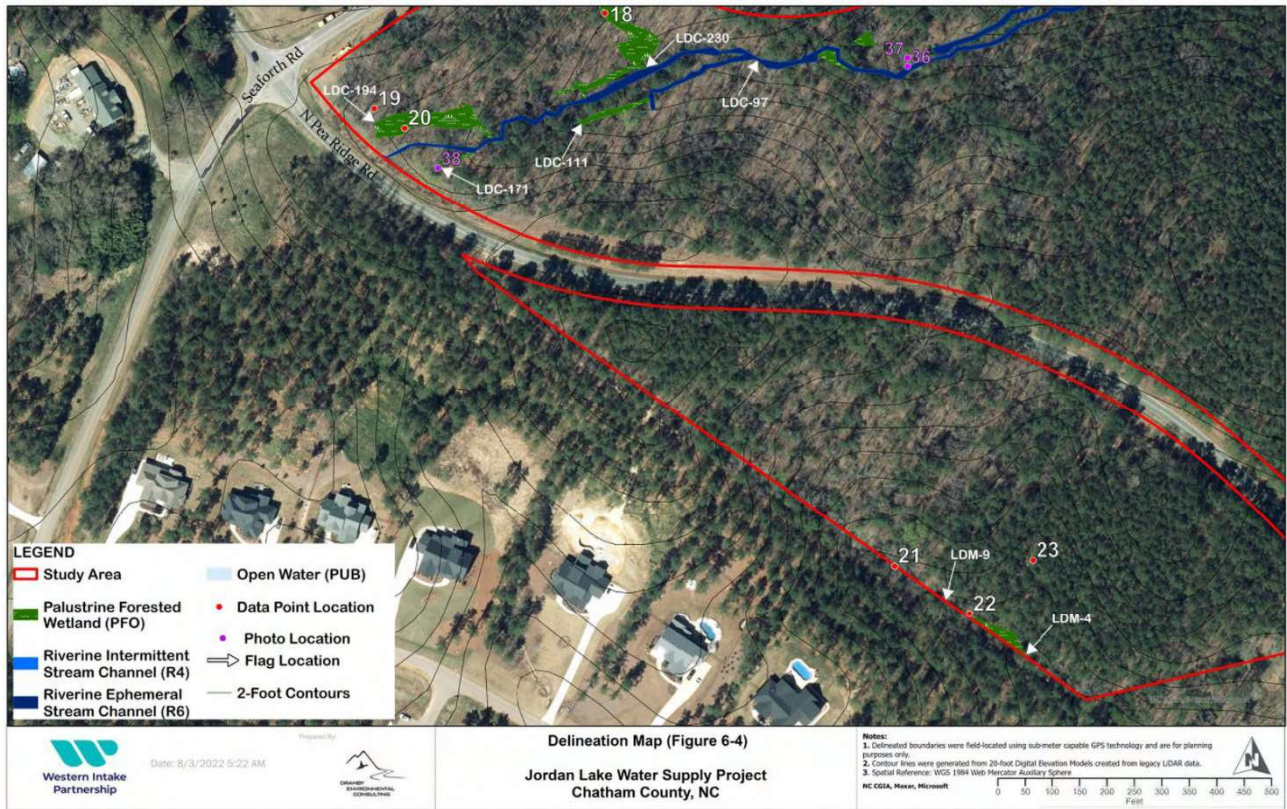 18
37
36
LDC-230
Seaforth Rd
LDC-97
LDC-194
19
20
N Pea Ridge Rd
LDC-111
38
LDC-171
21
23
LDM-9
22
LDM-4
LEGEND
Study Area
Palustrine Forested
Wetland (PFO)
Riverine Intermittent
Stream Channel (R4)
Riverine Ephemeral
Stream Channel (R6)
Open Water (PUB)
Data Point Location
Photo Location
Flag Location
2-Foot Contours
Western Intake
Partnership
Date: 8/3/2022 5:22 AM
Prepared By:
ENVIRONMENTAL
CONSULTING
Delineation Map (Figure 6-4)
Jordan Lake Water Supply Project
Chatham County, NC
Notes:
1. Delineated boundaries were field-located using sub-meter capable GPS technology and are for planning
purposes only.
2. Contour lines were generated from 20-foot Digital Elevation Models created from legacy LiDAR data.
3. Spatial Reference: WGS 1984 Web Mercator Auxiliary Sphere
NC CGIA, Maxar, Microsoft
0 50 100 150 200 250 300 350 400 450 500
Feet